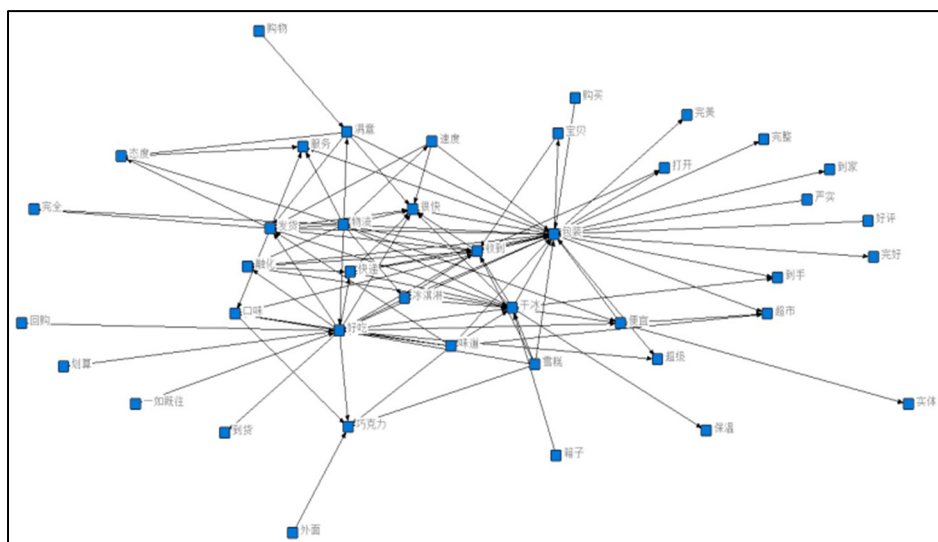 购物
购买
完美
满意
宝贝
完整
速度
服务
态度
打开
到家
严实
完全
很快
好评
物流
发货
包装
收到
完好
融化
快递
到手
冰淇淋
干冰
口味
超市
回购
便宜
好吃
味道
超级
雪糕
划算
一如既往
实体
巧克力
保温
到货
箱子
外面